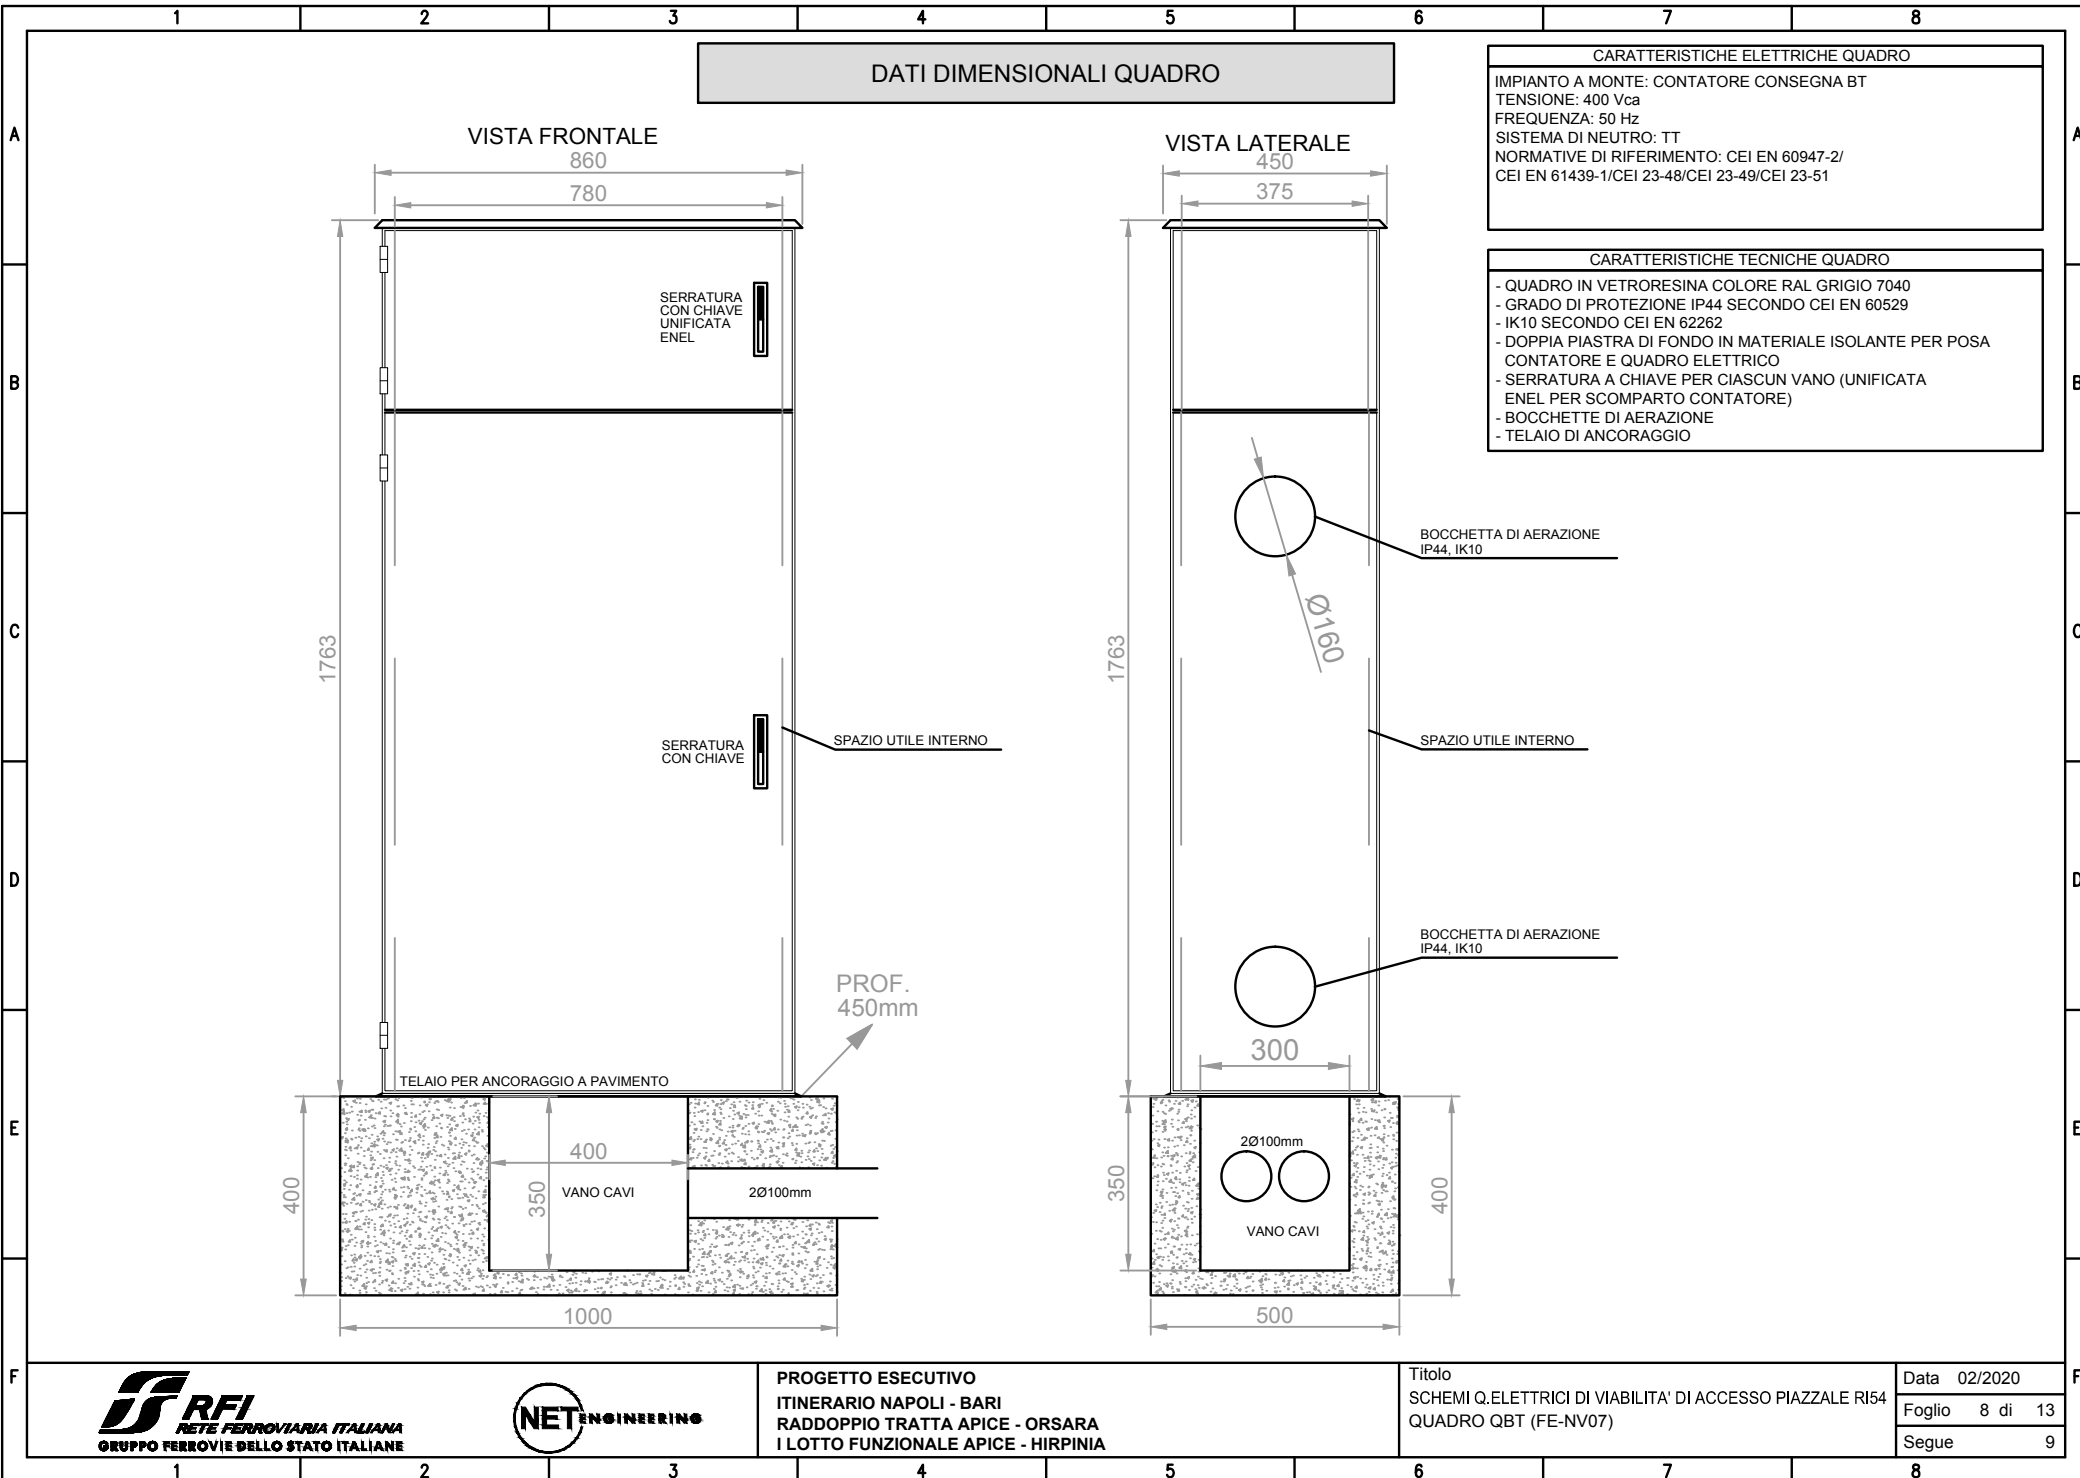 1 2 3 4 5 6 7 8
DATI DIMENSIONALI QUADRO
CARATTERISTICHE ELETTRICHE QUADRO
IMPIANTO A MONTE: CONTATORE CONSEGNA BT
TENSIONE: 400 Vca
FREQUENZA: 50 Hz
SISTEMA DI NEUTRO: TT
NORMATIVE DI RIFERIMENTO: CEI EN 60947-2/
CEI EN 61439-1/CEI 23-48/CEI 23-49/CEI 23-51
CARATTERISTICHE TECNICHE QUADRO
- QUADRO IN VETRORESINA COLORE RAL GRIGIO 7040
- GRADO DI PROTEZIONE IP44 SECONDO CEI EN 60529
- IK10 SECONDO CEI EN 62262
- DOPPIA PIASTRA DI FONDO IN MATERIALE ISOLANTE PER POSA
CONTATORE E QUADRO ELETTRICO
- SERRATURA A CHIAVE PER CIASCUN VANO (UNIFICATA
ENEL PER SCOMPARTO CONTATORE)
- BOCCHETTE DI AERAZIONE
- TELAIO DI ANCORAGGIO
A
B
C
D
E
F
VISTA FRONTALE
860
780
SERRATURA
CON CHIAVE
UNIFICATA
ENEL
1763
SERRATURA
CON CHIAVE
SPAZIO UTILE INTERNO
PROF.
450mm
TELAIO PER ANCORAGGIO A PAVIMENTO
400
400
350
VANO CAVI
2Ø100mm
1000
VISTA LATERALE
450
375
BOCCHETTA DI AERAZIONE
IP44, IK10
Ø160
1763
SPAZIO UTILE INTERNO
BOCCHETTA DI AERAZIONE
IP44, IK10
300
2Ø100mm
350
400
VANO CAVI
500
A
B
C
D
E
F
RFI
RETE FERROVIARIA ITALIANA
GRUPPO FERROVIE DELLO STATO ITALIANE
NET ENGINEERING
PROGETTO ESECUTIVO
ITINERARIO NAPOLI - BARI
RADDOPPIO TRATTA APICE - ORSARA
I LOTTO FUNZIONALE APICE - HIRPINIA
Titolo
SCHEMI Q.ELETTRICI DI VIABILITA' DI ACCESSO PIAZZALE RI54
QUADRO QBT (FE-NV07)
Data 02/2020
Foglio 8 di 13
Segue 9
1 2 3 4 5 6 7 8